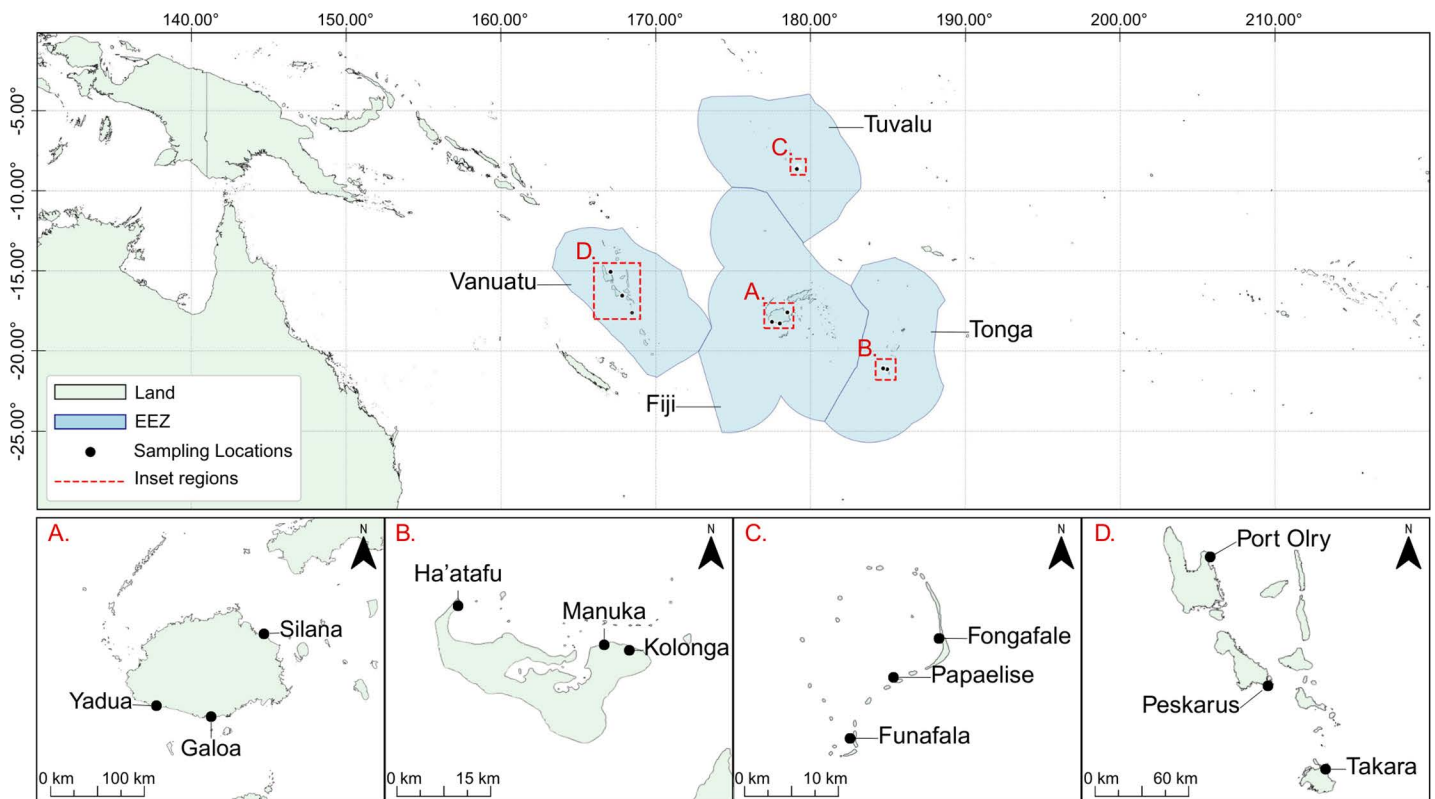 140.00°
150.00°
160.00°
170.00°
180.00°
190.00°
200.00°
210.00°
-5.00°
-10.00°
-15.00°
-20.00°
-25.00°
Tuvalu
C.
D.
Vanuatu
A.
Tonga
B.
Fiji
Land
EEZ
Sampling Locations
Inset regions
A.
N
Silana
Yadua
Galoa
0 km 100 km
B.
N
Ha'atafu
Manuka
Kolonga
0 km 15 km
C.
N
Fongafale
Papaelise
Funafala
0 km 10 km
D.
N
Port Olry
Peskarus
Takara
0 km 60 km